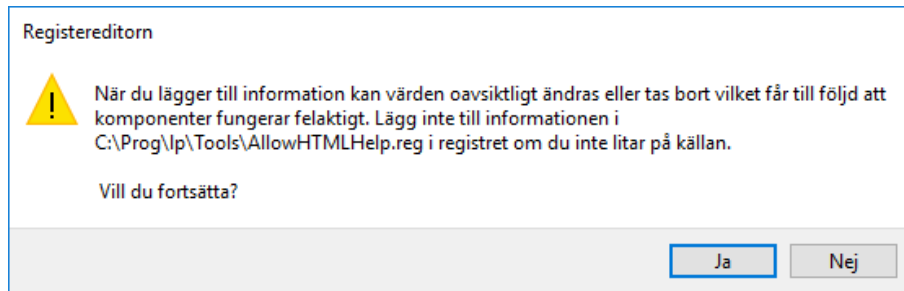 Registereditorn
När du lägger till information kan värden oavsiktligt ändras eller tas bort vilket får till följd att
komponenter fungerar felaktigt. Lägg inte till informationen i
C:\Prog\lp\Tools\AllowHTMLHelp.reg i registret om du inte litar på källan.
Vill du fortsätta?
Ja
Nej